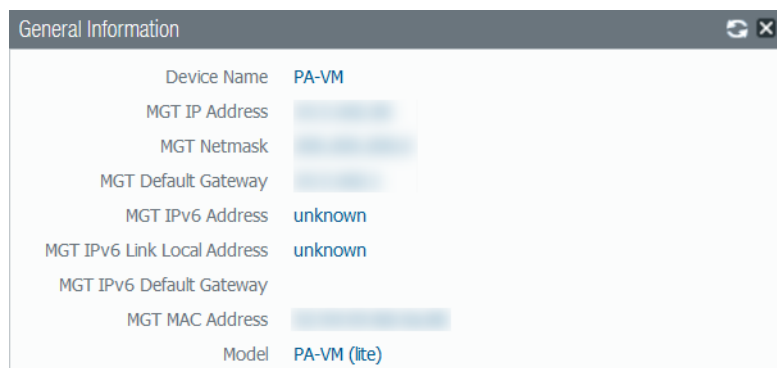 General Information
Device Name PA-VM
MGT IP Address
MGT Netmask
MGT Default Gateway
MGT IPv6 Address unknown
MGT IPv6 Link Local Address unknown
MGT IPv6 Default Gateway
MGT MAC Address
Model PA-VM (lite)